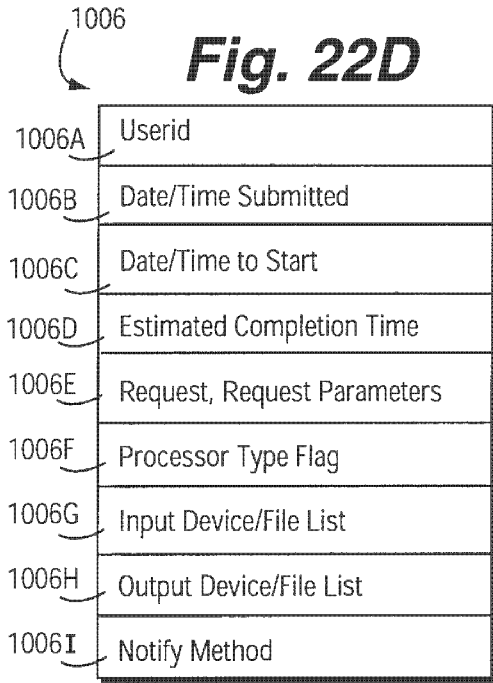 1006
Fig. 22D
1006A Userid
1006B Date/Time Submitted
1006C Date/Time to Start
1006D Estimated Completion Time
1006E Request, Request Parameters
1006F Processor Type Flag
1006G Input Device/File List
1006H Output Device/File List
1006I Notify Method